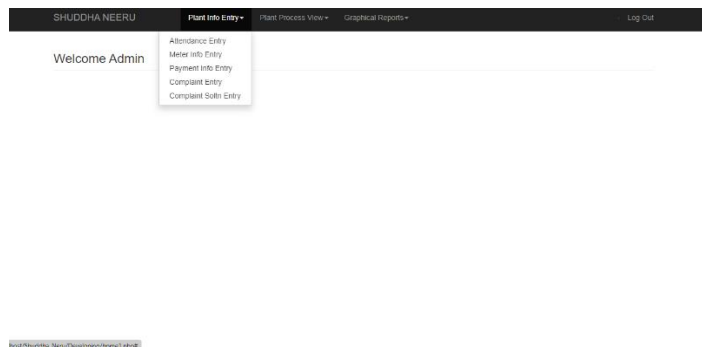 SHUDDHA NEERU Plant Info Entry Plant Process View Graphical Reports Log Out
Welcome Admin
Attendance Entry
Meter Info Entry
Payment Info Entry
Complaint Entry
Complaint Soltn Entry